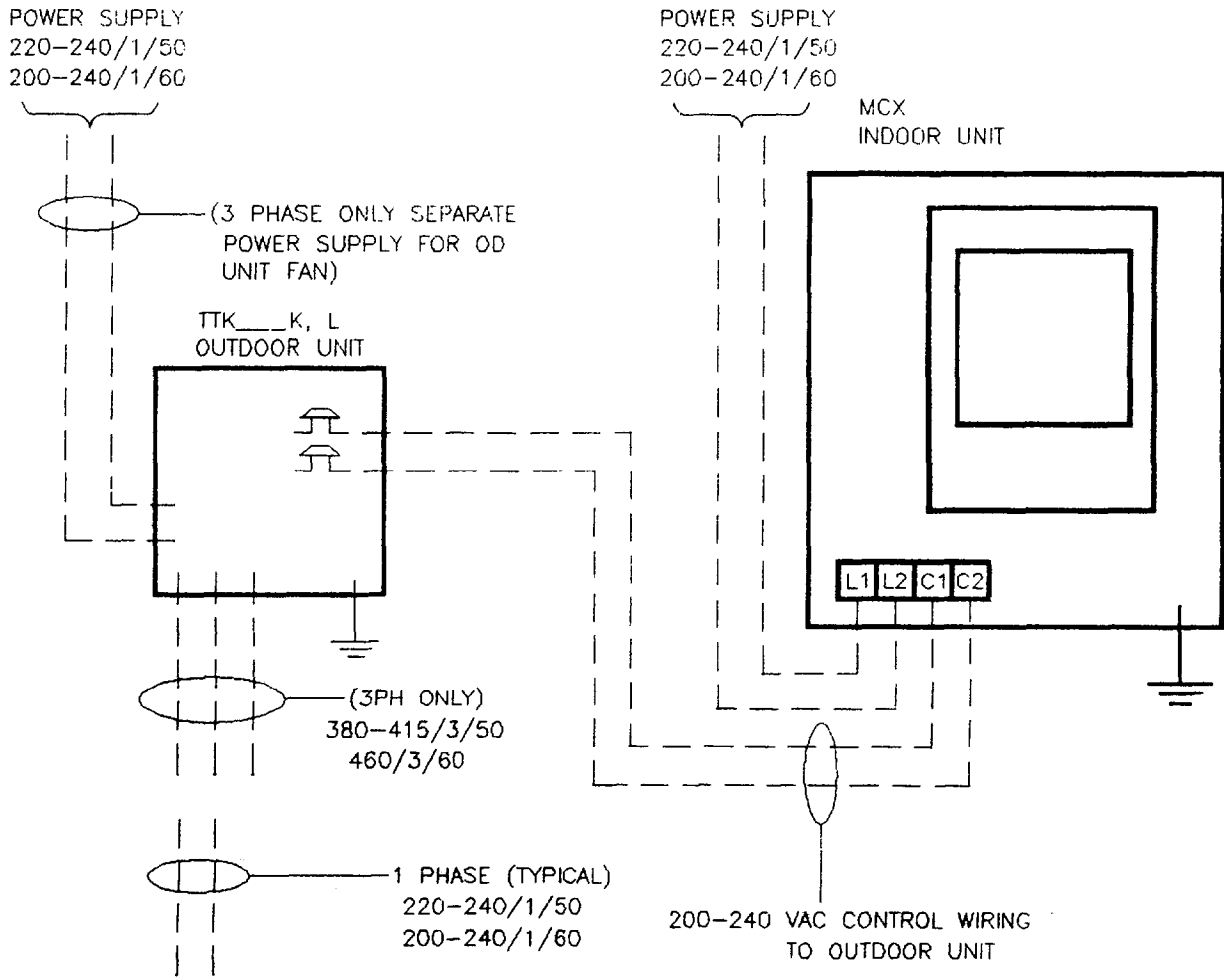 POWER SUPPLY
220-240/1/50
200-240/1/60
POWER SUPPLY
220-240/1/50
200-240/1/60
MCX
INDOOR UNIT
(3 PHASE ONLY SEPARATE
POWER SUPPLY FOR OD
UNIT FAN)
TTK___K, L
OUTDOOR UNIT
L1 L2 C1 C2
(3PH ONLY)
380-415/3/50
460/3/60
1 PHASE (TYPICAL)
220-240/1/50
200-240/1/60
200-240 VAC CONTROL WIRING
TO OUTDOOR UNIT